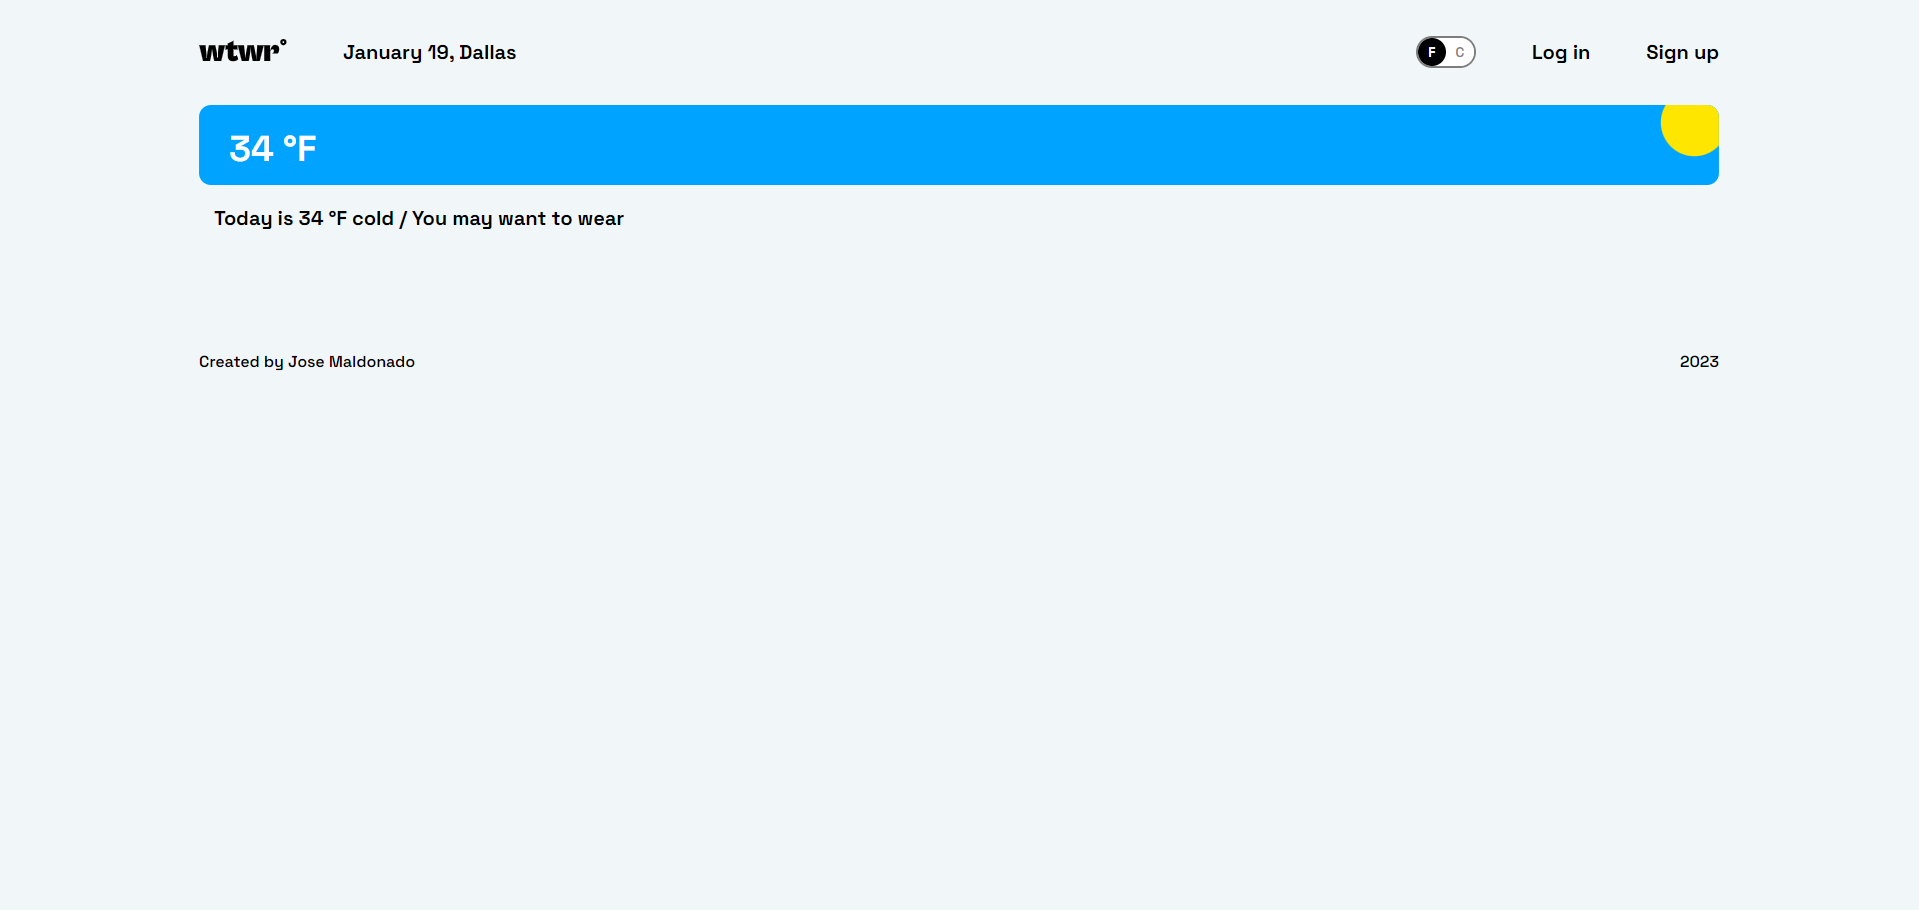 wtwr° January 19, Dallas F C Log in Sign up
34 °F
Today is 34 °F cold / You may want to wear
Created by Jose Maldonado 2023